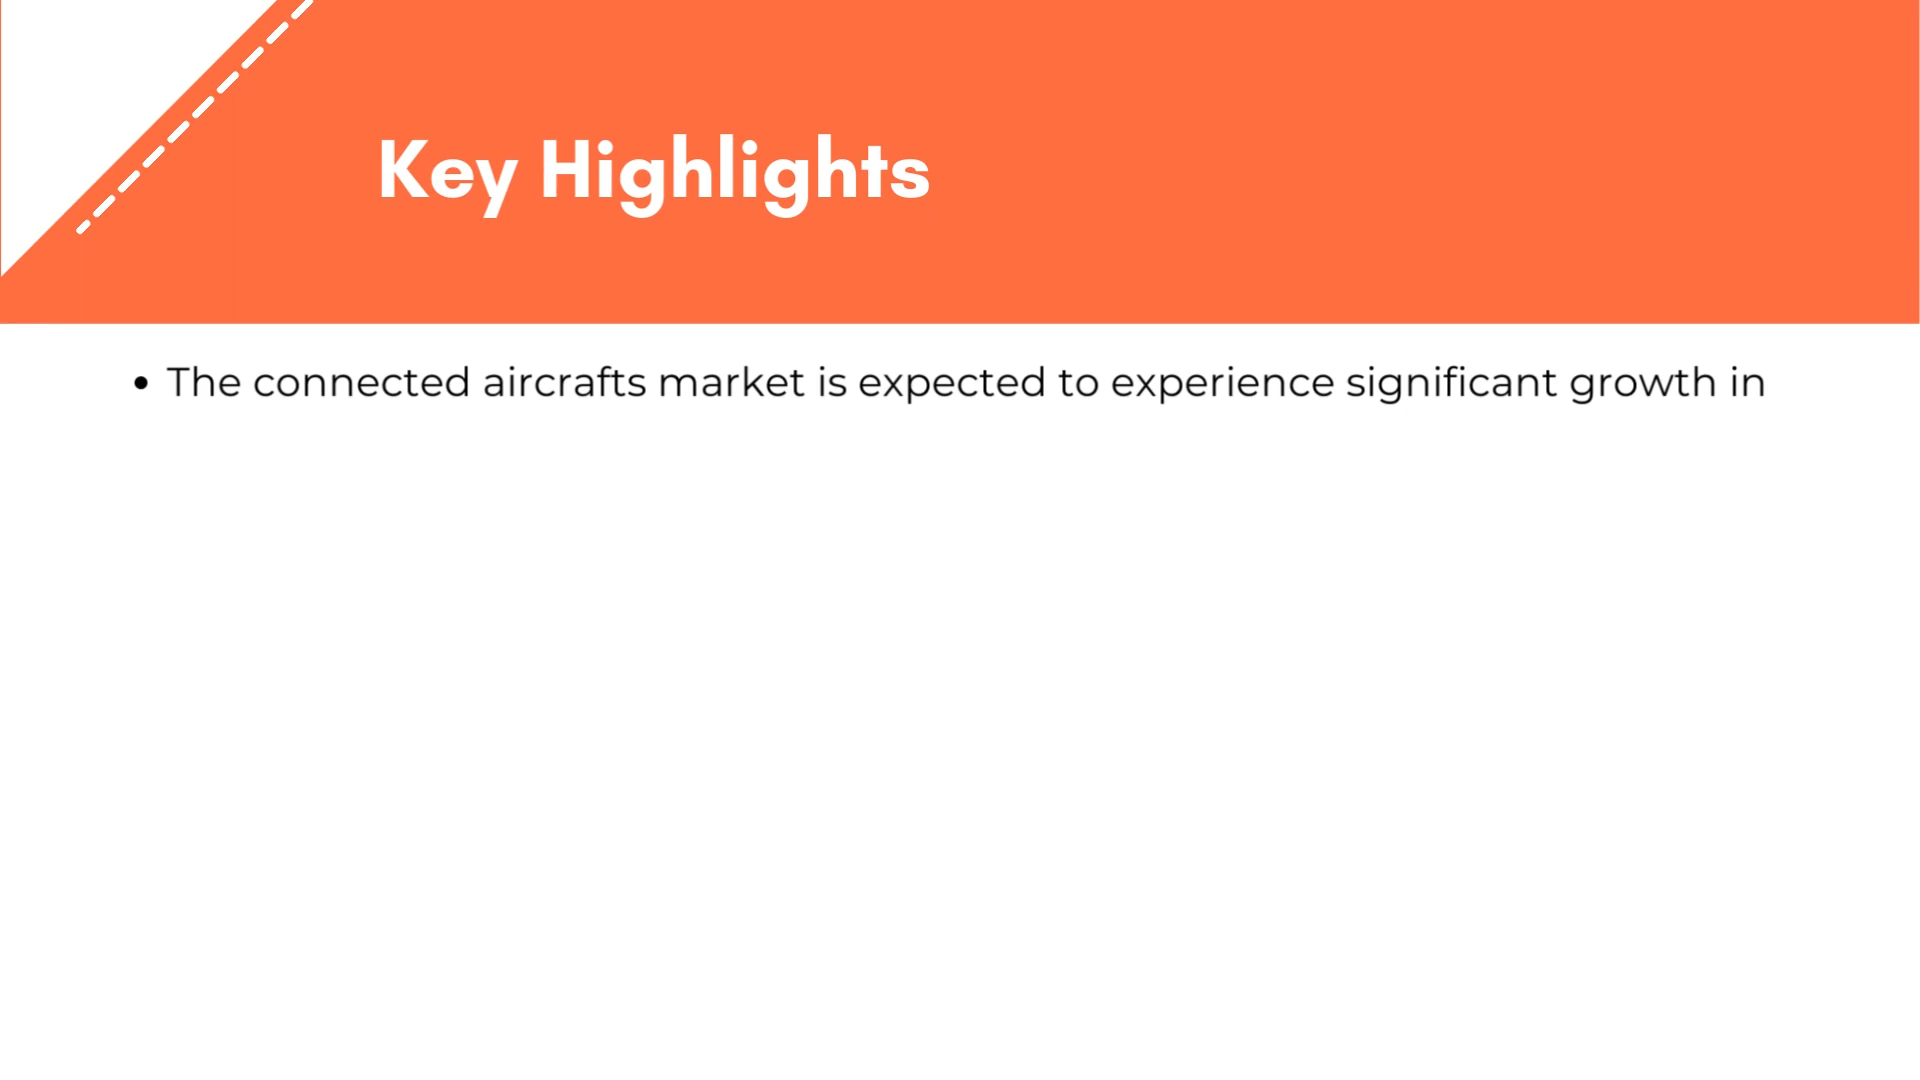 Key Highlights
• The connected aircrafts market is expected to experience significant growth in